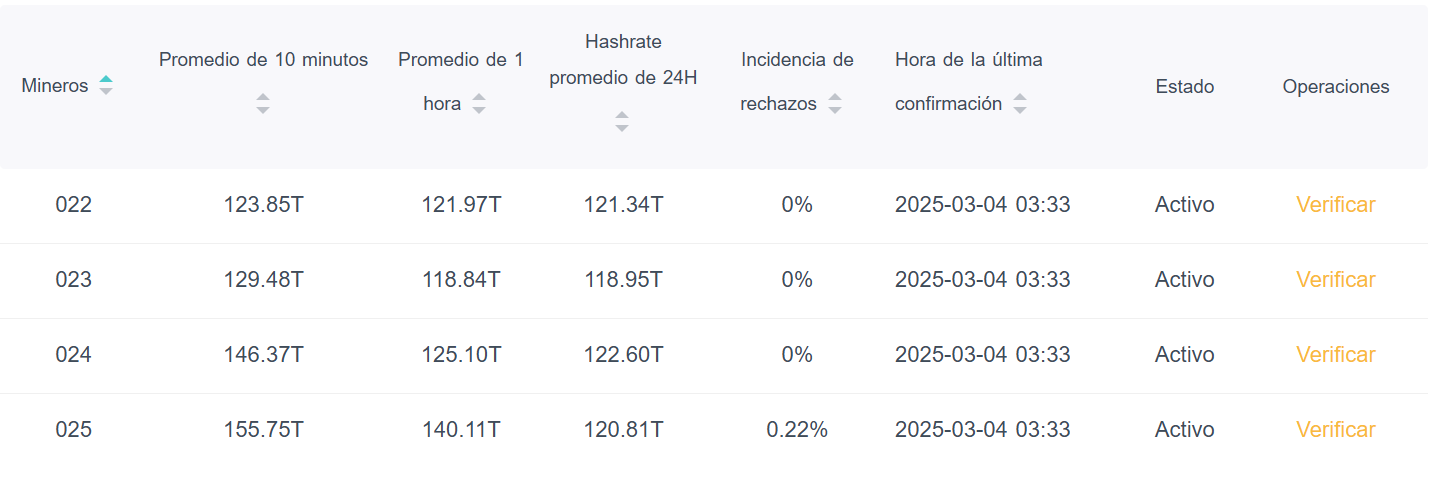 Mineros
Promedio de 10 minutos
Promedio de 1
hora
Hashrate
promedio de 24H
Incidencia de
rechazos
Hora de la última
confirmación
Estado
Operaciones
022 123.85T 121.97T 121.34T 0% 2025-03-04 03:33 Activo Verificar
023 129.48T 118.84T 118.95T 0% 2025-03-04 03:33 Activo Verificar
024 146.37T 125.10T 122.60T 0% 2025-03-04 03:33 Activo Verificar
025 155.75T 140.11T 120.81T 0.22% 2025-03-04 03:33 Activo Verificar